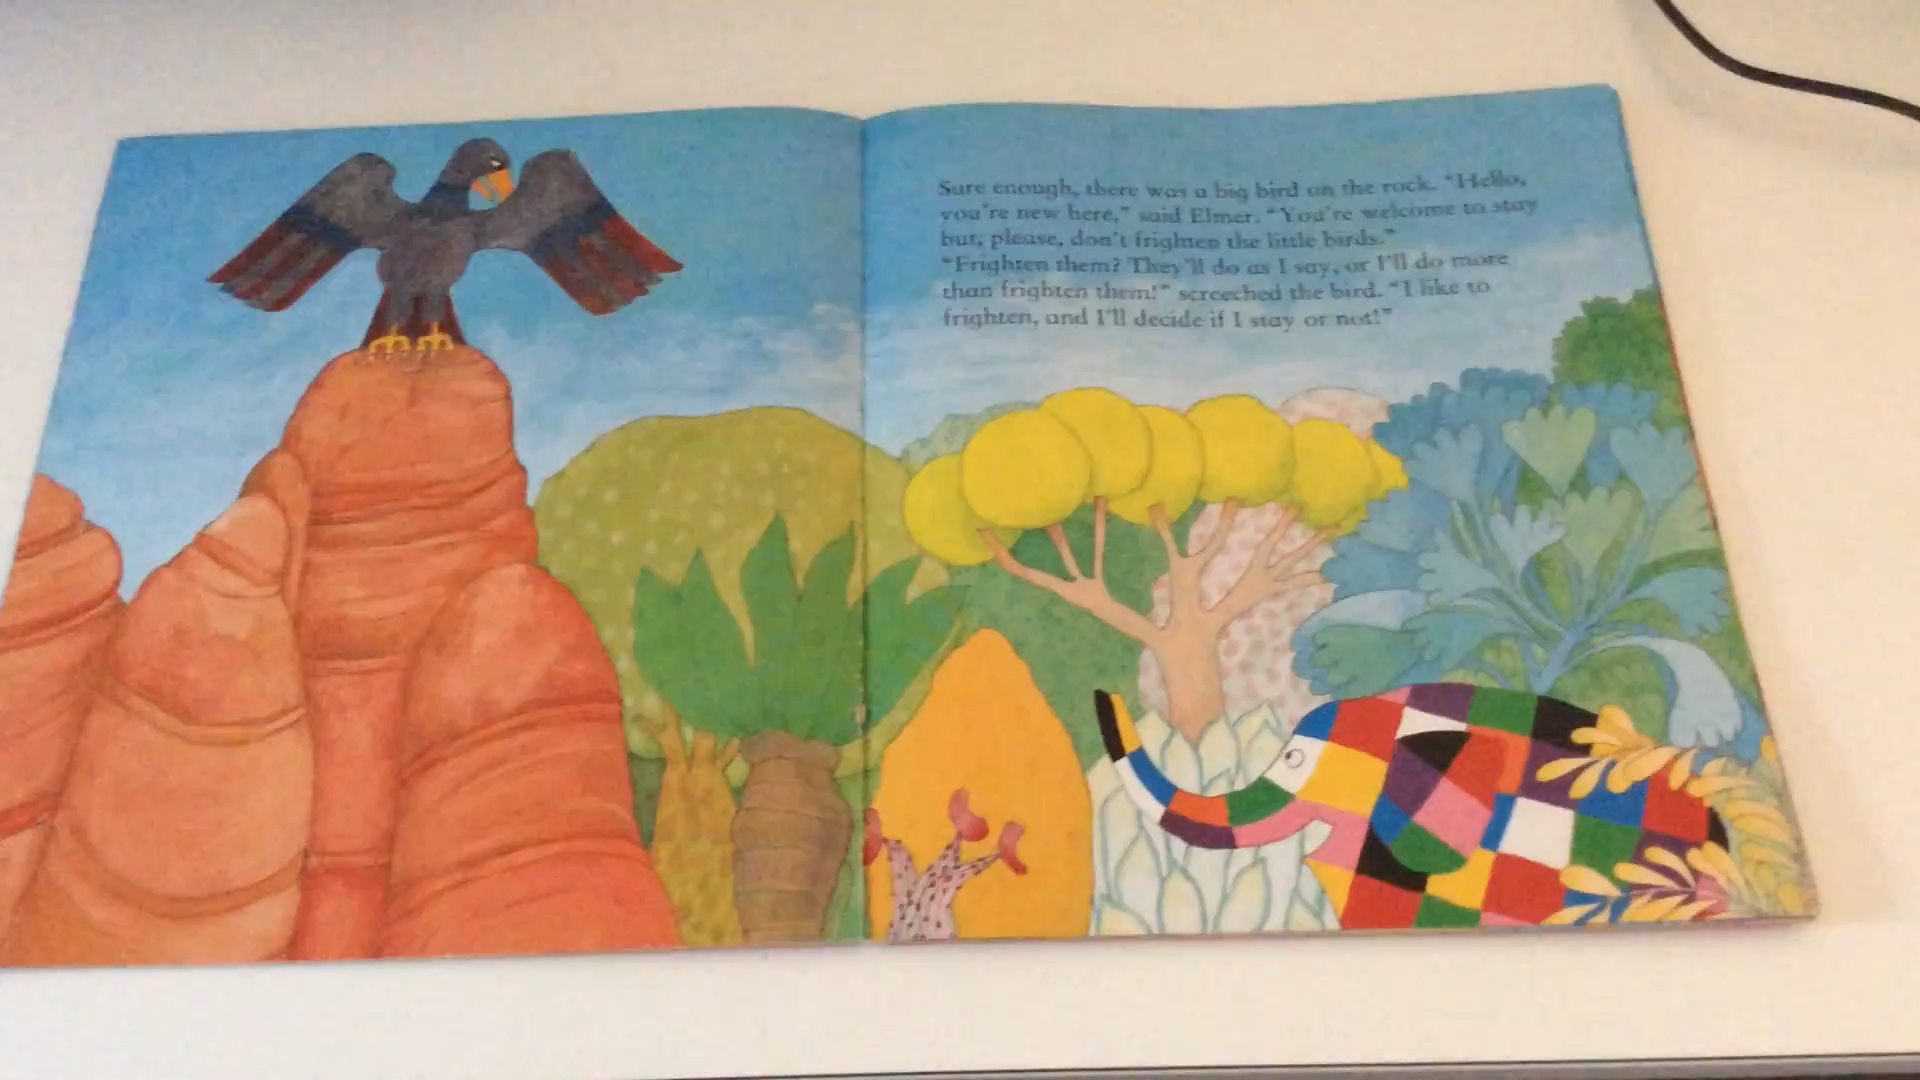 Sure enough, there was a big bird on the rock. “Hello,
you’re new here,” said Elmer. “You’re welcome to stay
but, please, don’t frighten the little birds.”
“Frighten them? They’ll do as I say, or I’ll do more
than frighten them!” screeched the bird. “I like to
frighten, and I’ll decide if I stay or not!”